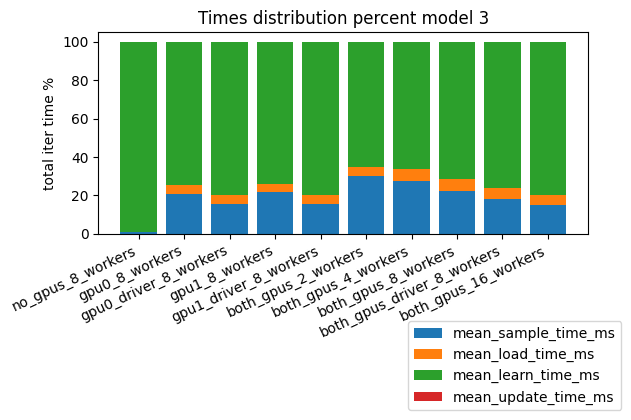 Times distribution percent model 3
total iter time %
100
80
60
40
20
0
no_gpus_8_workers
gpu0_8_workers
gpu0_driver_8_workers
gpu1_8_workers
gpu1_driver_8_workers
both_gpus_2_workers
both_gpus_4_workers
both_gpus_8_workers
both_gpus_driver_8_workers
both_gpus_16_workers
mean_sample_time_ms
mean_load_time_ms
mean_learn_time_ms
mean_update_time_ms